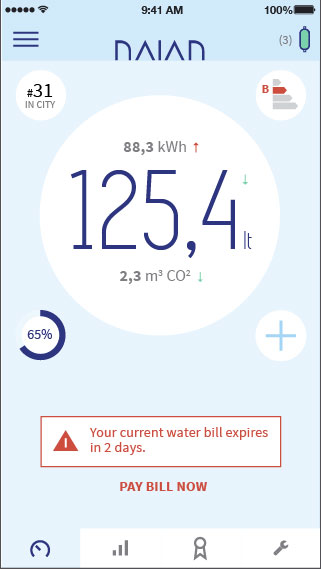 9:41 AM
100%
NAIAD
(3)
#31
IN CITY
B
88,3 kWh ↑
125,4 lt ↓
2,3 m³ CO² ↓
65%
Your current water bill expires
in 2 days.
PAY BILL NOW